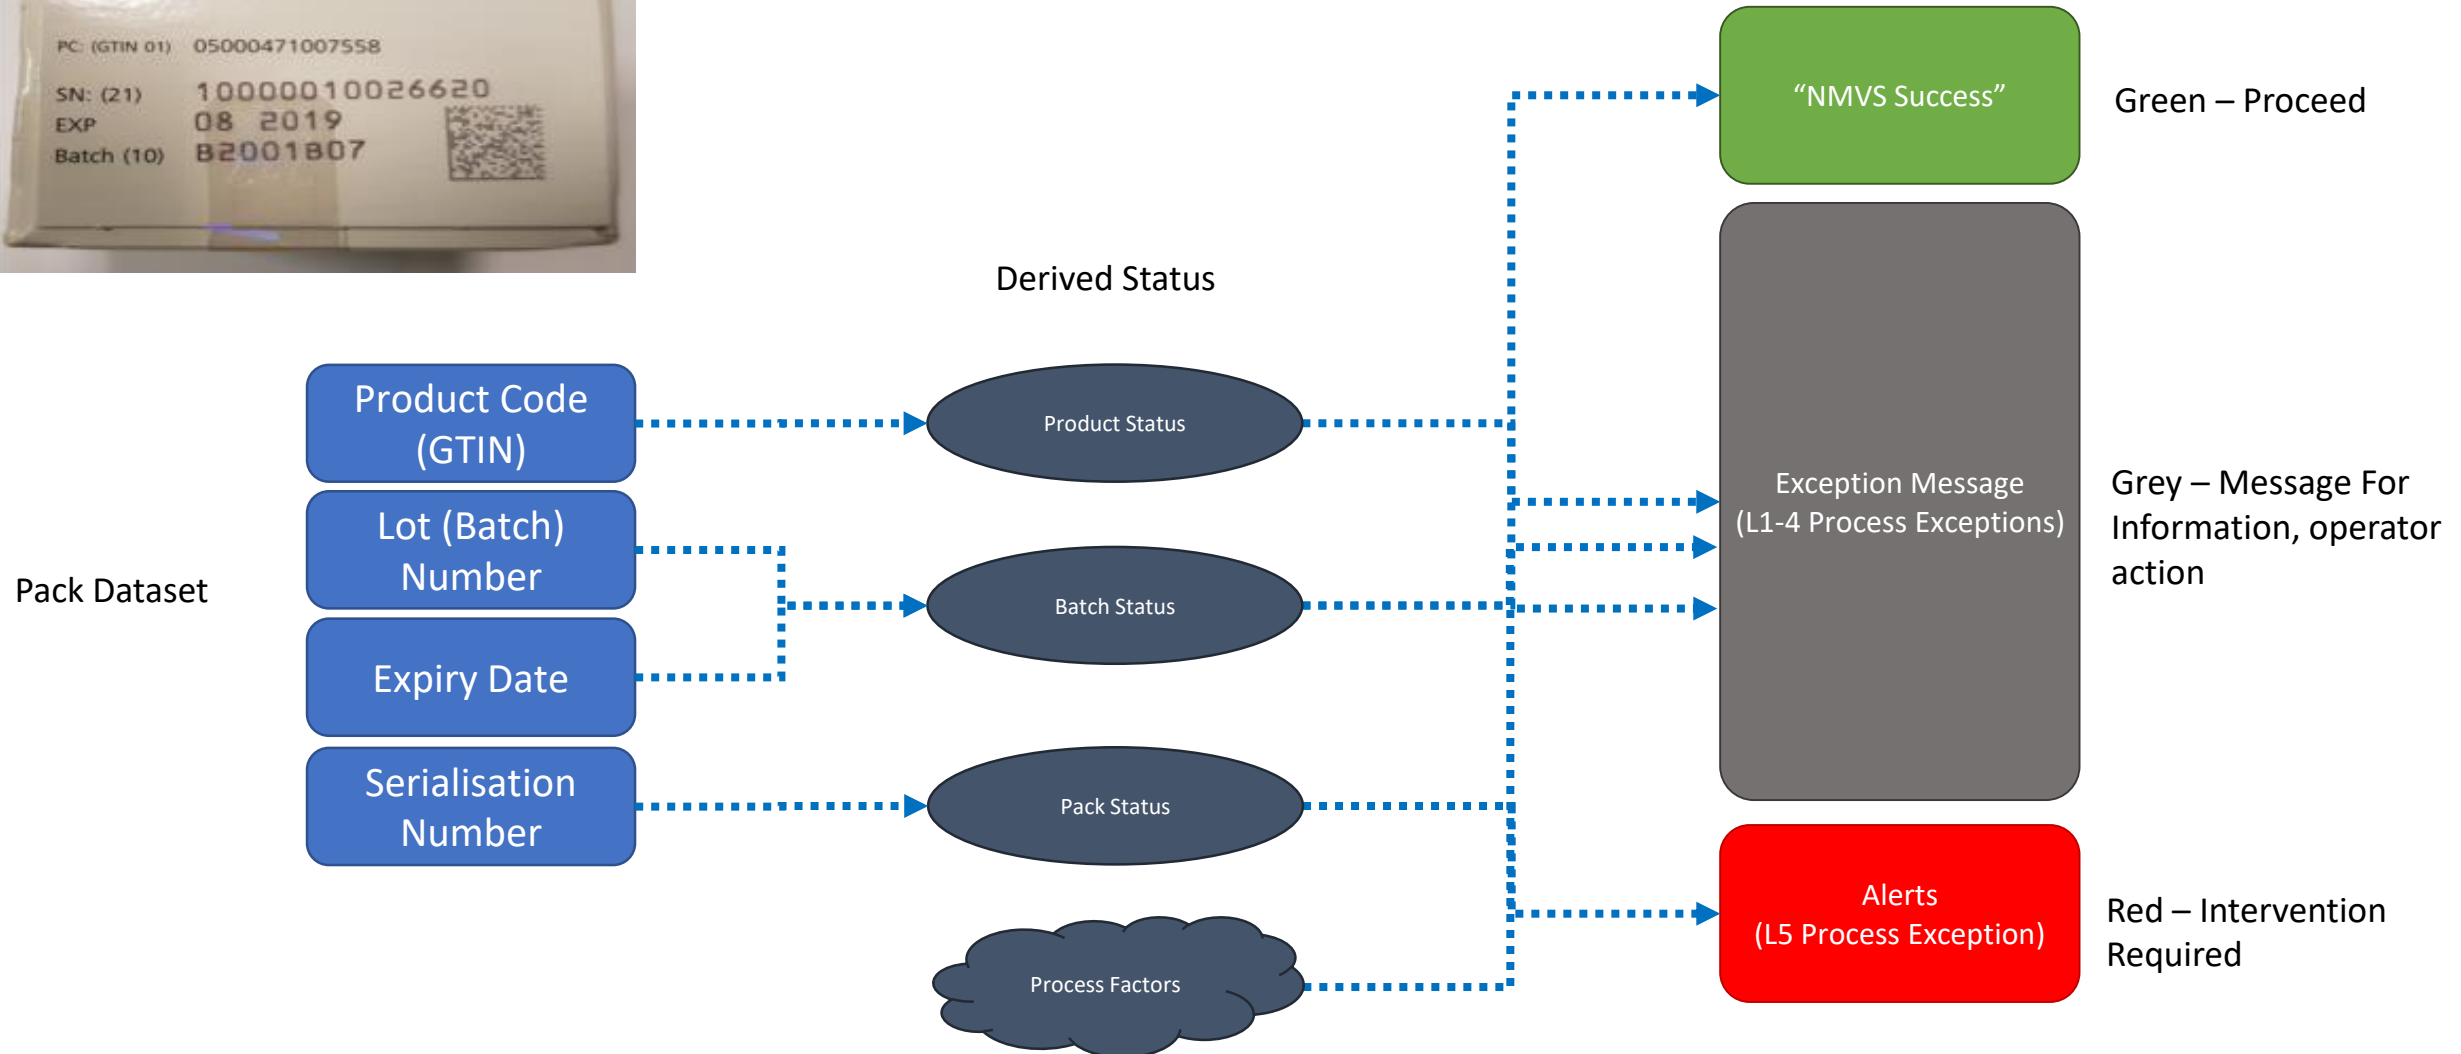 PC: (GTIN 01) 05000471007558
SN: (21) 10000010026620
EXP 08 2019
Batch (10) B2001B07
Derived Status
Pack Dataset
Product Code
(GTIN)
Lot (Batch)
Number
Expiry Date
Serialisation
Number
Product Status
Batch Status
Pack Status
Process Factors
“NMVS Success”
Green – Proceed
Exception Message
(L1-4 Process Exceptions)
Grey – Message For
Information, operator
action
Alerts
(L5 Process Exception)
Red – Intervention
Required